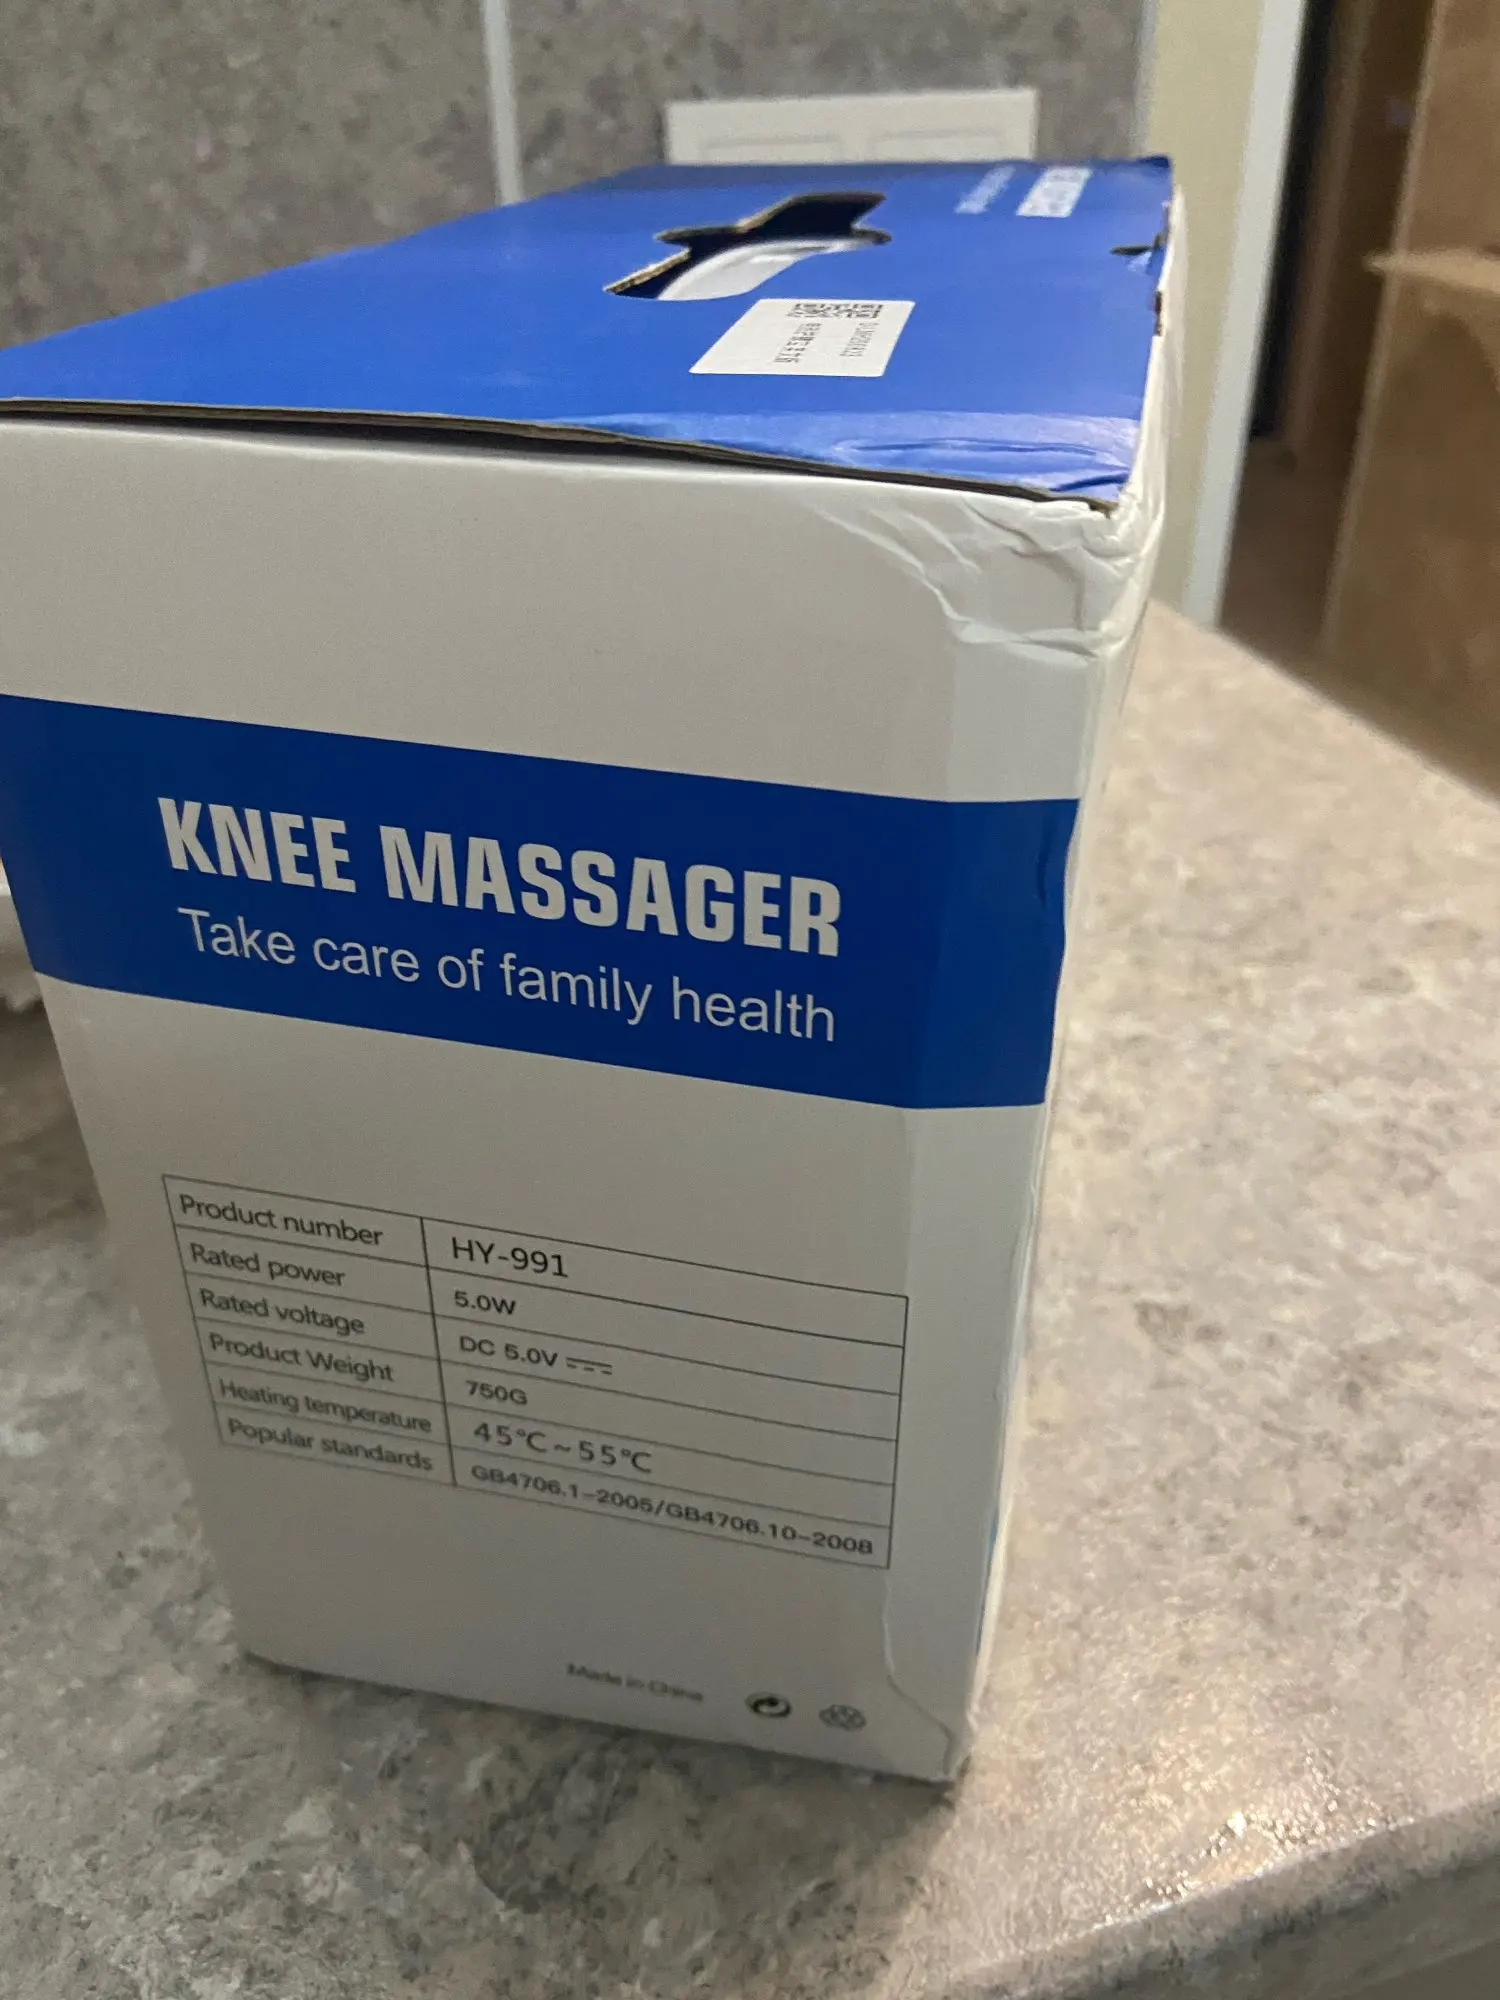 KNEE MASSAGER
Take care of family health
Product number HY-991
Rated power 5.0W
Rated voltage DC 5.0V
Product Weight 750G
Heating temperature 45°C~55°C
Popular standards GB4706.1-2005/GB4706.10-2008
Made in China